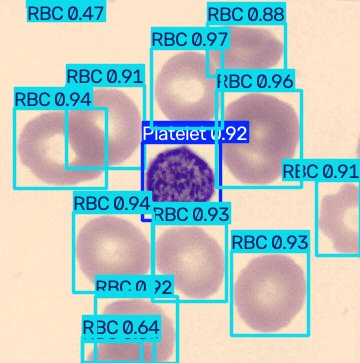 RBC 0.47
RBC 0.88
RBC 0.97
RBC 0.91
RBC 0.96
RBC 0.94
Platelet 0.92
RBC 0.91
RBC 0.94
RBC 0.93
RBC 0.93
RBC 0.92
RBC 0.64